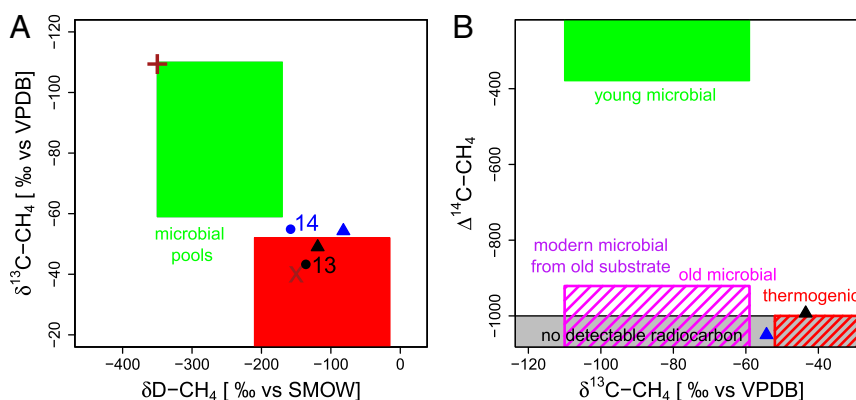 A
δ¹³C−CH₄ [ ‰ vs VPDB]
−120
−100
−80
−60
−40
−20
microbial
pools
14
13
−400
−300
−200
−100
0
δD−CH₄ [ ‰ vs SMOW]
B
Δ¹⁴C−CH₄
−400
−600
−800
−1000
young microbial
modern microbial
from old substrate
old microbial
thermogenic
no detectable radiocarbon
−120
−100
−80
−60
−40
δ¹³C−CH₄ [ ‰ vs VPDB]